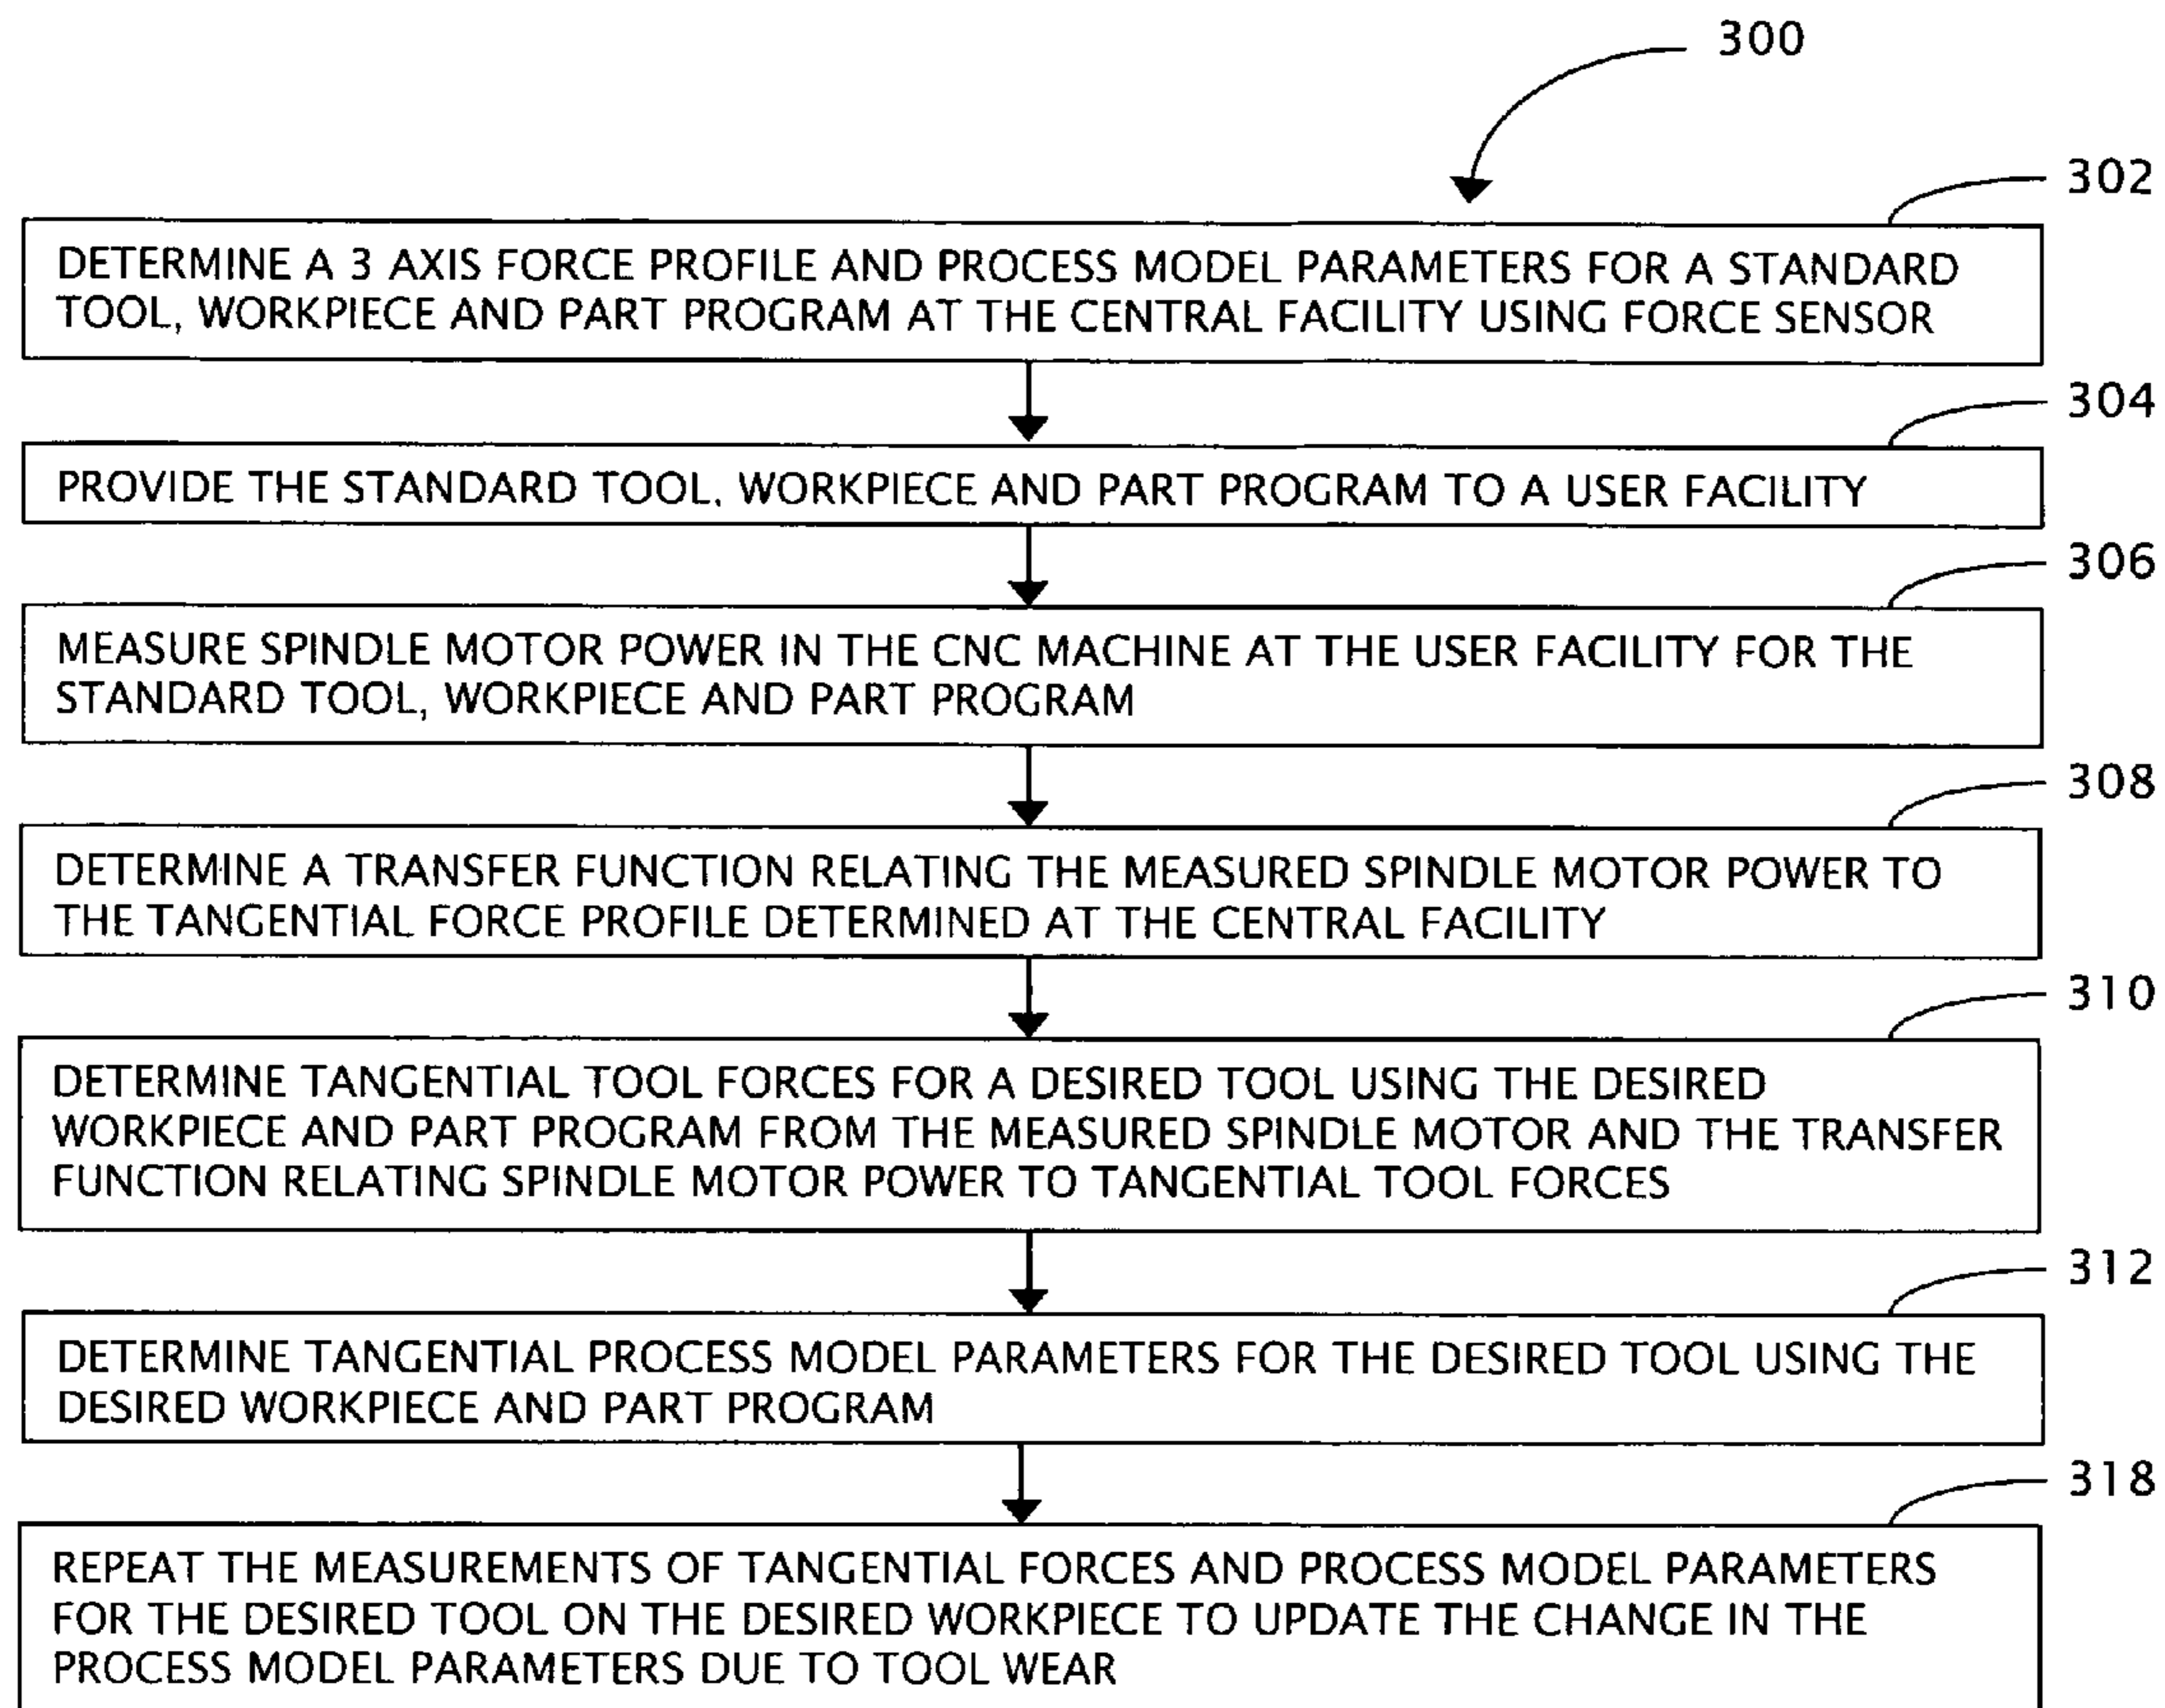 300
302
DETERMINE A 3 AXIS FORCE PROFILE AND PROCESS MODEL PARAMETERS FOR A STANDARD
TOOL, WORKPIECE AND PART PROGRAM AT THE CENTRAL FACILITY USING FORCE SENSOR
304
PROVIDE THE STANDARD TOOL, WORKPIECE AND PART PROGRAM TO A USER FACILITY
306
MEASURE SPINDLE MOTOR POWER IN THE CNC MACHINE AT THE USER FACILITY FOR THE
STANDARD TOOL, WORKPIECE AND PART PROGRAM
308
DETERMINE A TRANSFER FUNCTION RELATING THE MEASURED SPINDLE MOTOR POWER TO
THE TANGENTIAL FORCE PROFILE DETERMINED AT THE CENTRAL FACILITY
310
DETERMINE TANGENTIAL TOOL FORCES FOR A DESIRED TOOL USING THE DESIRED
WORKPIECE AND PART PROGRAM FROM THE MEASURED SPINDLE MOTOR AND THE TRANSFER
FUNCTION RELATING SPINDLE MOTOR POWER TO TANGENTIAL TOOL FORCES
312
DETERMINE TANGENTIAL PROCESS MODEL PARAMETERS FOR THE DESIRED TOOL USING THE
DESIRED WORKPIECE AND PART PROGRAM
318
REPEAT THE MEASUREMENTS OF TANGENTIAL FORCES AND PROCESS MODEL PARAMETERS
FOR THE DESIRED TOOL ON THE DESIRED WORKPIECE TO UPDATE THE CHANGE IN THE
PROCESS MODEL PARAMETERS DUE TO TOOL WEAR